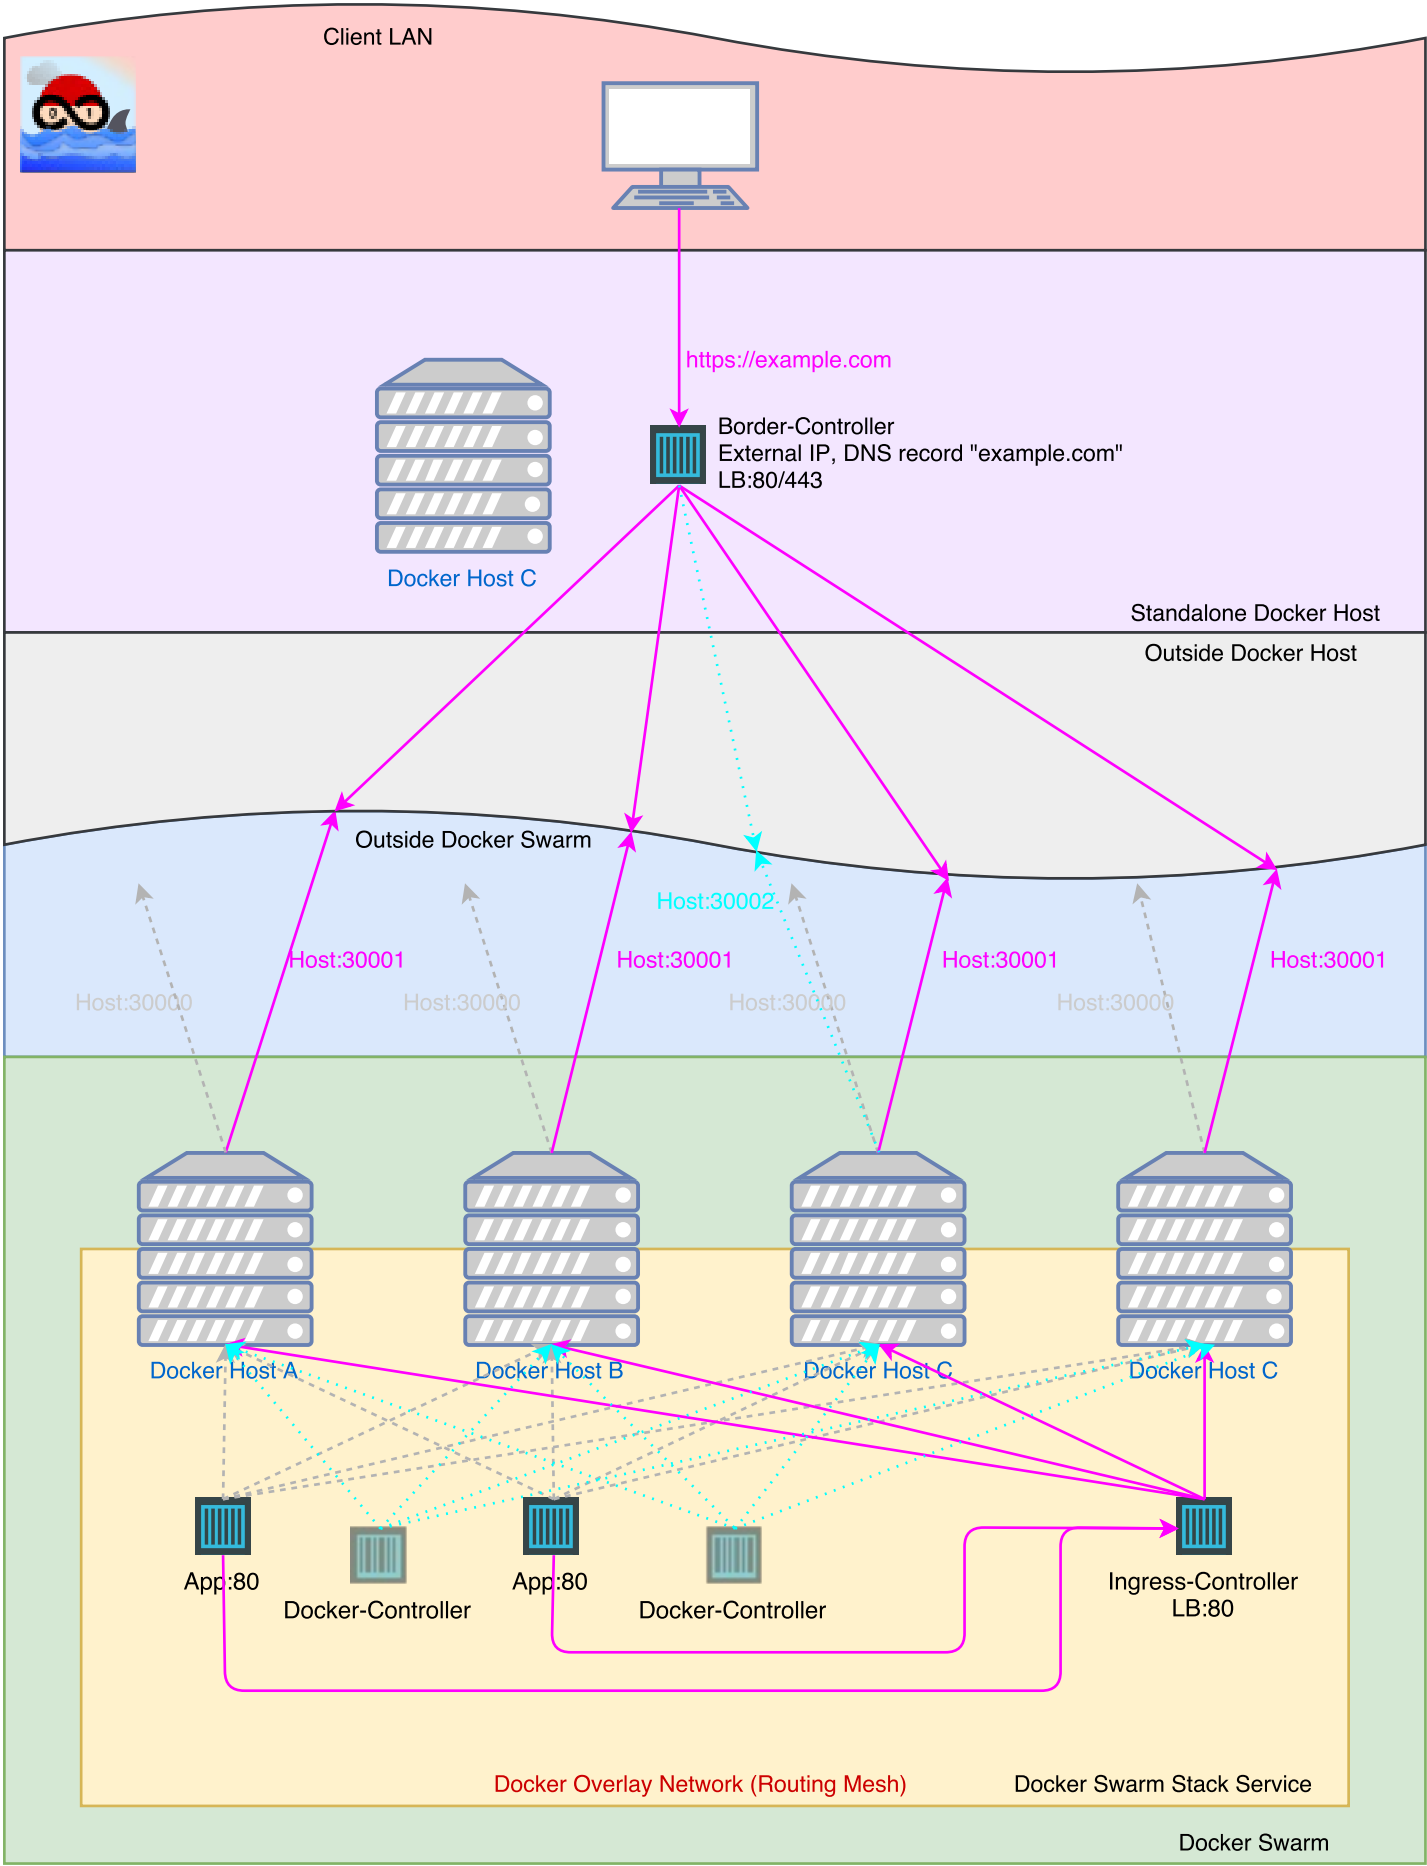 Client LAN
https://example.com
Border-Controller
External IP, DNS record "example.com"
LB:80/443
Docker Host C
Standalone Docker Host
Outside Docker Host
Outside Docker Swarm
Host:30002
Host:30001
Host:30001
Host:30001
Host:30001
Host:30000
Host:30000
Host:30000
Host:30000
Docker Host A
Docker Host B
Docker Host C
Docker Host C
App:80
Docker-Controller
App:80
Docker-Controller
Ingress-Controller
LB:80
Docker Overlay Network (Routing Mesh)
Docker Swarm Stack Service
Docker Swarm